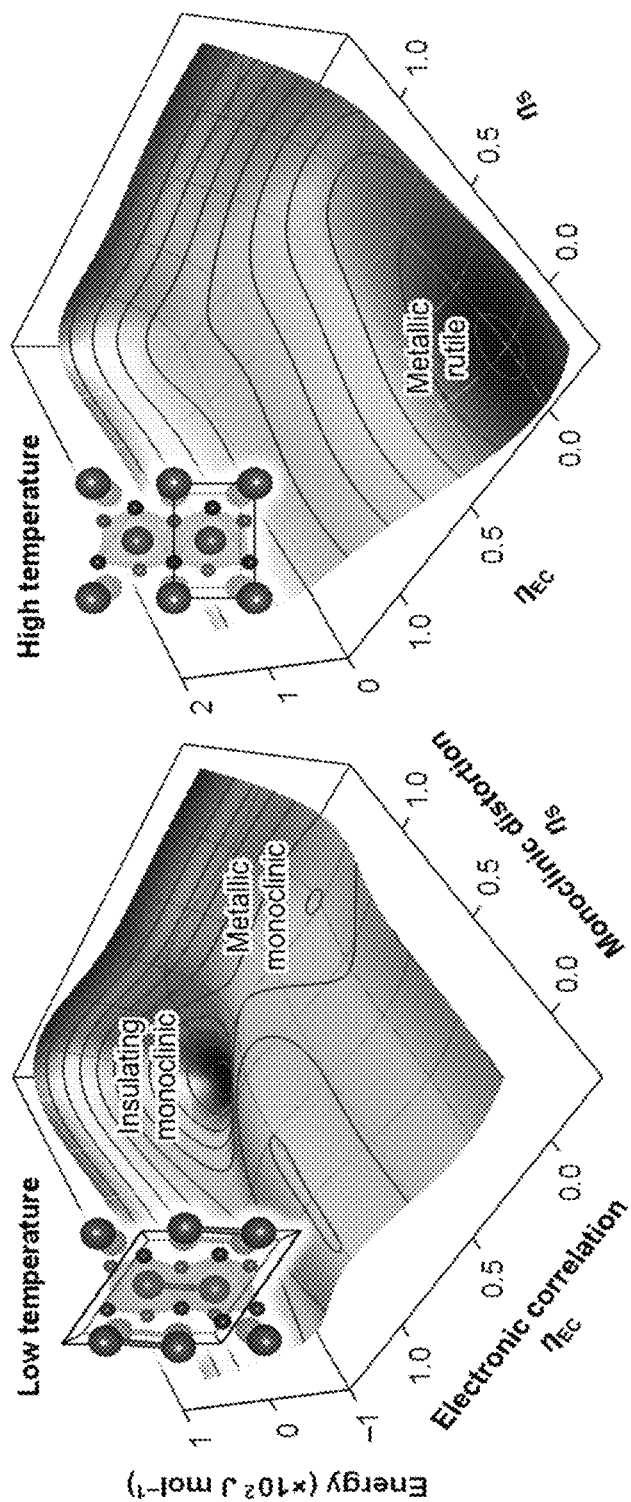 Low temperature
Insulating
monoclinic
Metallic
monoclinic
1
0
−1
Energy (×10² J mol⁻¹)
1.0
0.5
0.0
Electronic correlation
ηEC
0.0
0.5
1.0
Monoclinic distortion
ηS
High temperature
Metallic
rutile
2
1
0
1.0
0.5
0.0
ηEC
0.0
0.5
1.0
ηS